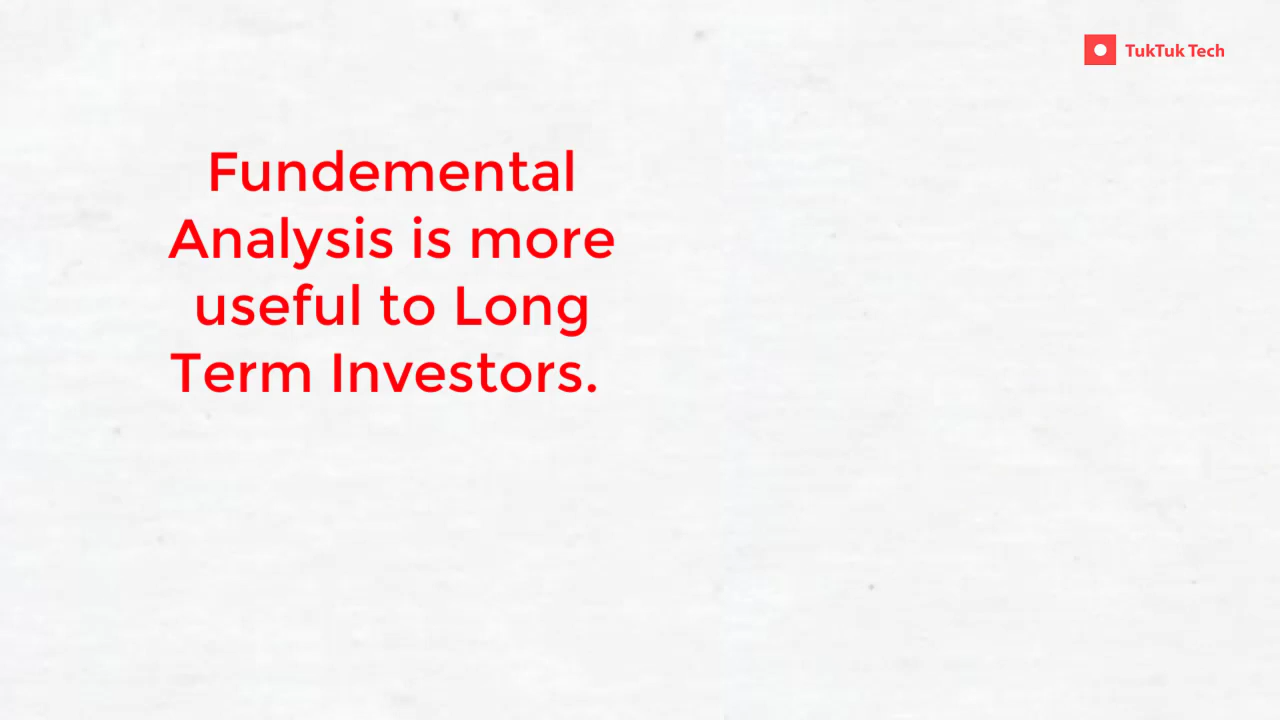 TukTuk Tech
Fundemental
Analysis is more
useful to Long
Term Investors.